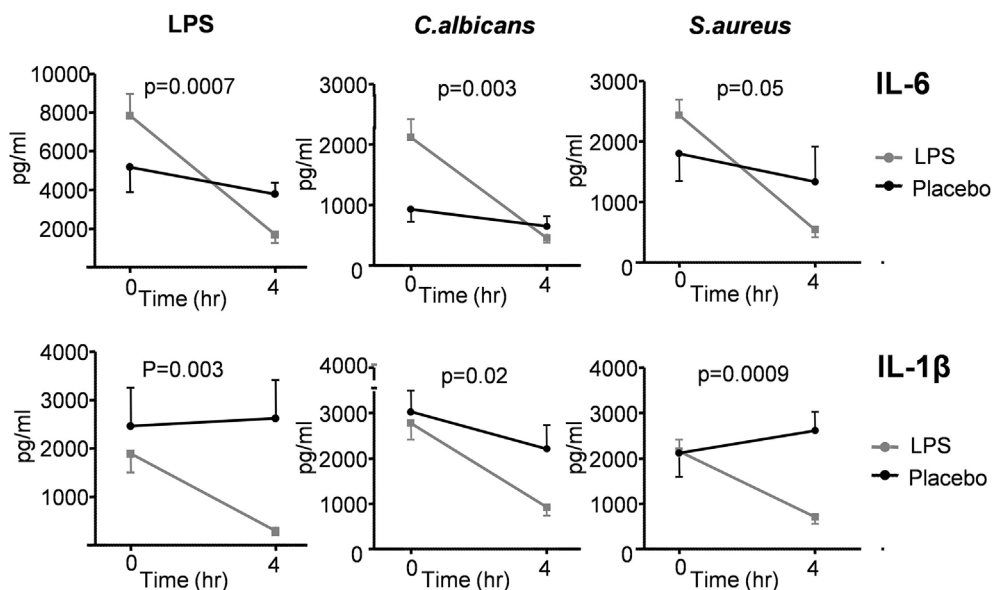 LPS
C.albicans
S.aureus
10000
8000
6000
4000
2000
pg/ml
p=0.0007
0
4
Time (hr)
3000
2000
1000
0
pg/ml
p=0.003
0
4
Time (hr)
3000
2000
1000
0
pg/ml
p=0.05
0
4
Time (hr)
IL-6
LPS
Placebo
4000
3000
2000
1000
pg/ml
P=0.003
0
4
Time (hr)
4000
3000
2000
1000
0
pg/ml
p=0.02
0
4
Time (hr)
4000
3000
2000
1000
0
pg/ml
p=0.0009
0
4
Time (hr)
IL-1β
LPS
Placebo